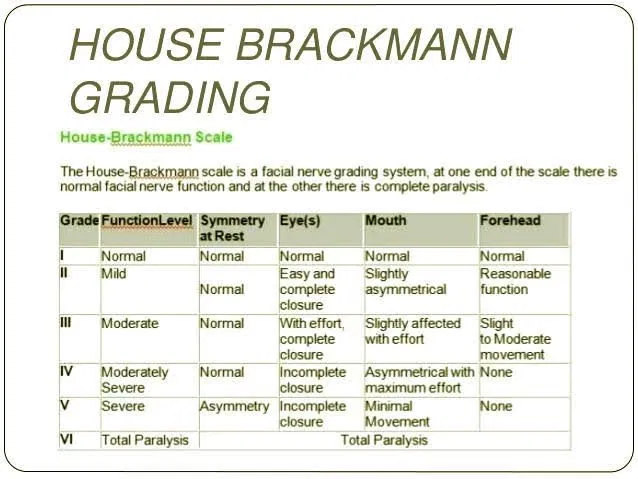 HOUSE BRACKMANN
GRADING
House-Brackmann Scale
The House-Brackmann scale is a facial nerve grading system, at one end of the scale there is
normal facial nerve function and at the other there is complete paralysis.
Grade FunctionLevel Symmetry at Rest Eye(s) Mouth Forehead
I Normal Normal Normal Normal Normal
II Mild Normal Easy and complete closure Slightly asymmetrical Reasonable function
III Moderate Normal With effort, complete closure Slightly affected with effort Slight to Moderate movement
IV Moderately Severe Normal Incomplete closure Asymmetrical with maximum effort None
V Severe Asymmetry Incomplete closure Minimal Movement None
VI Total Paralysis Total Paralysis